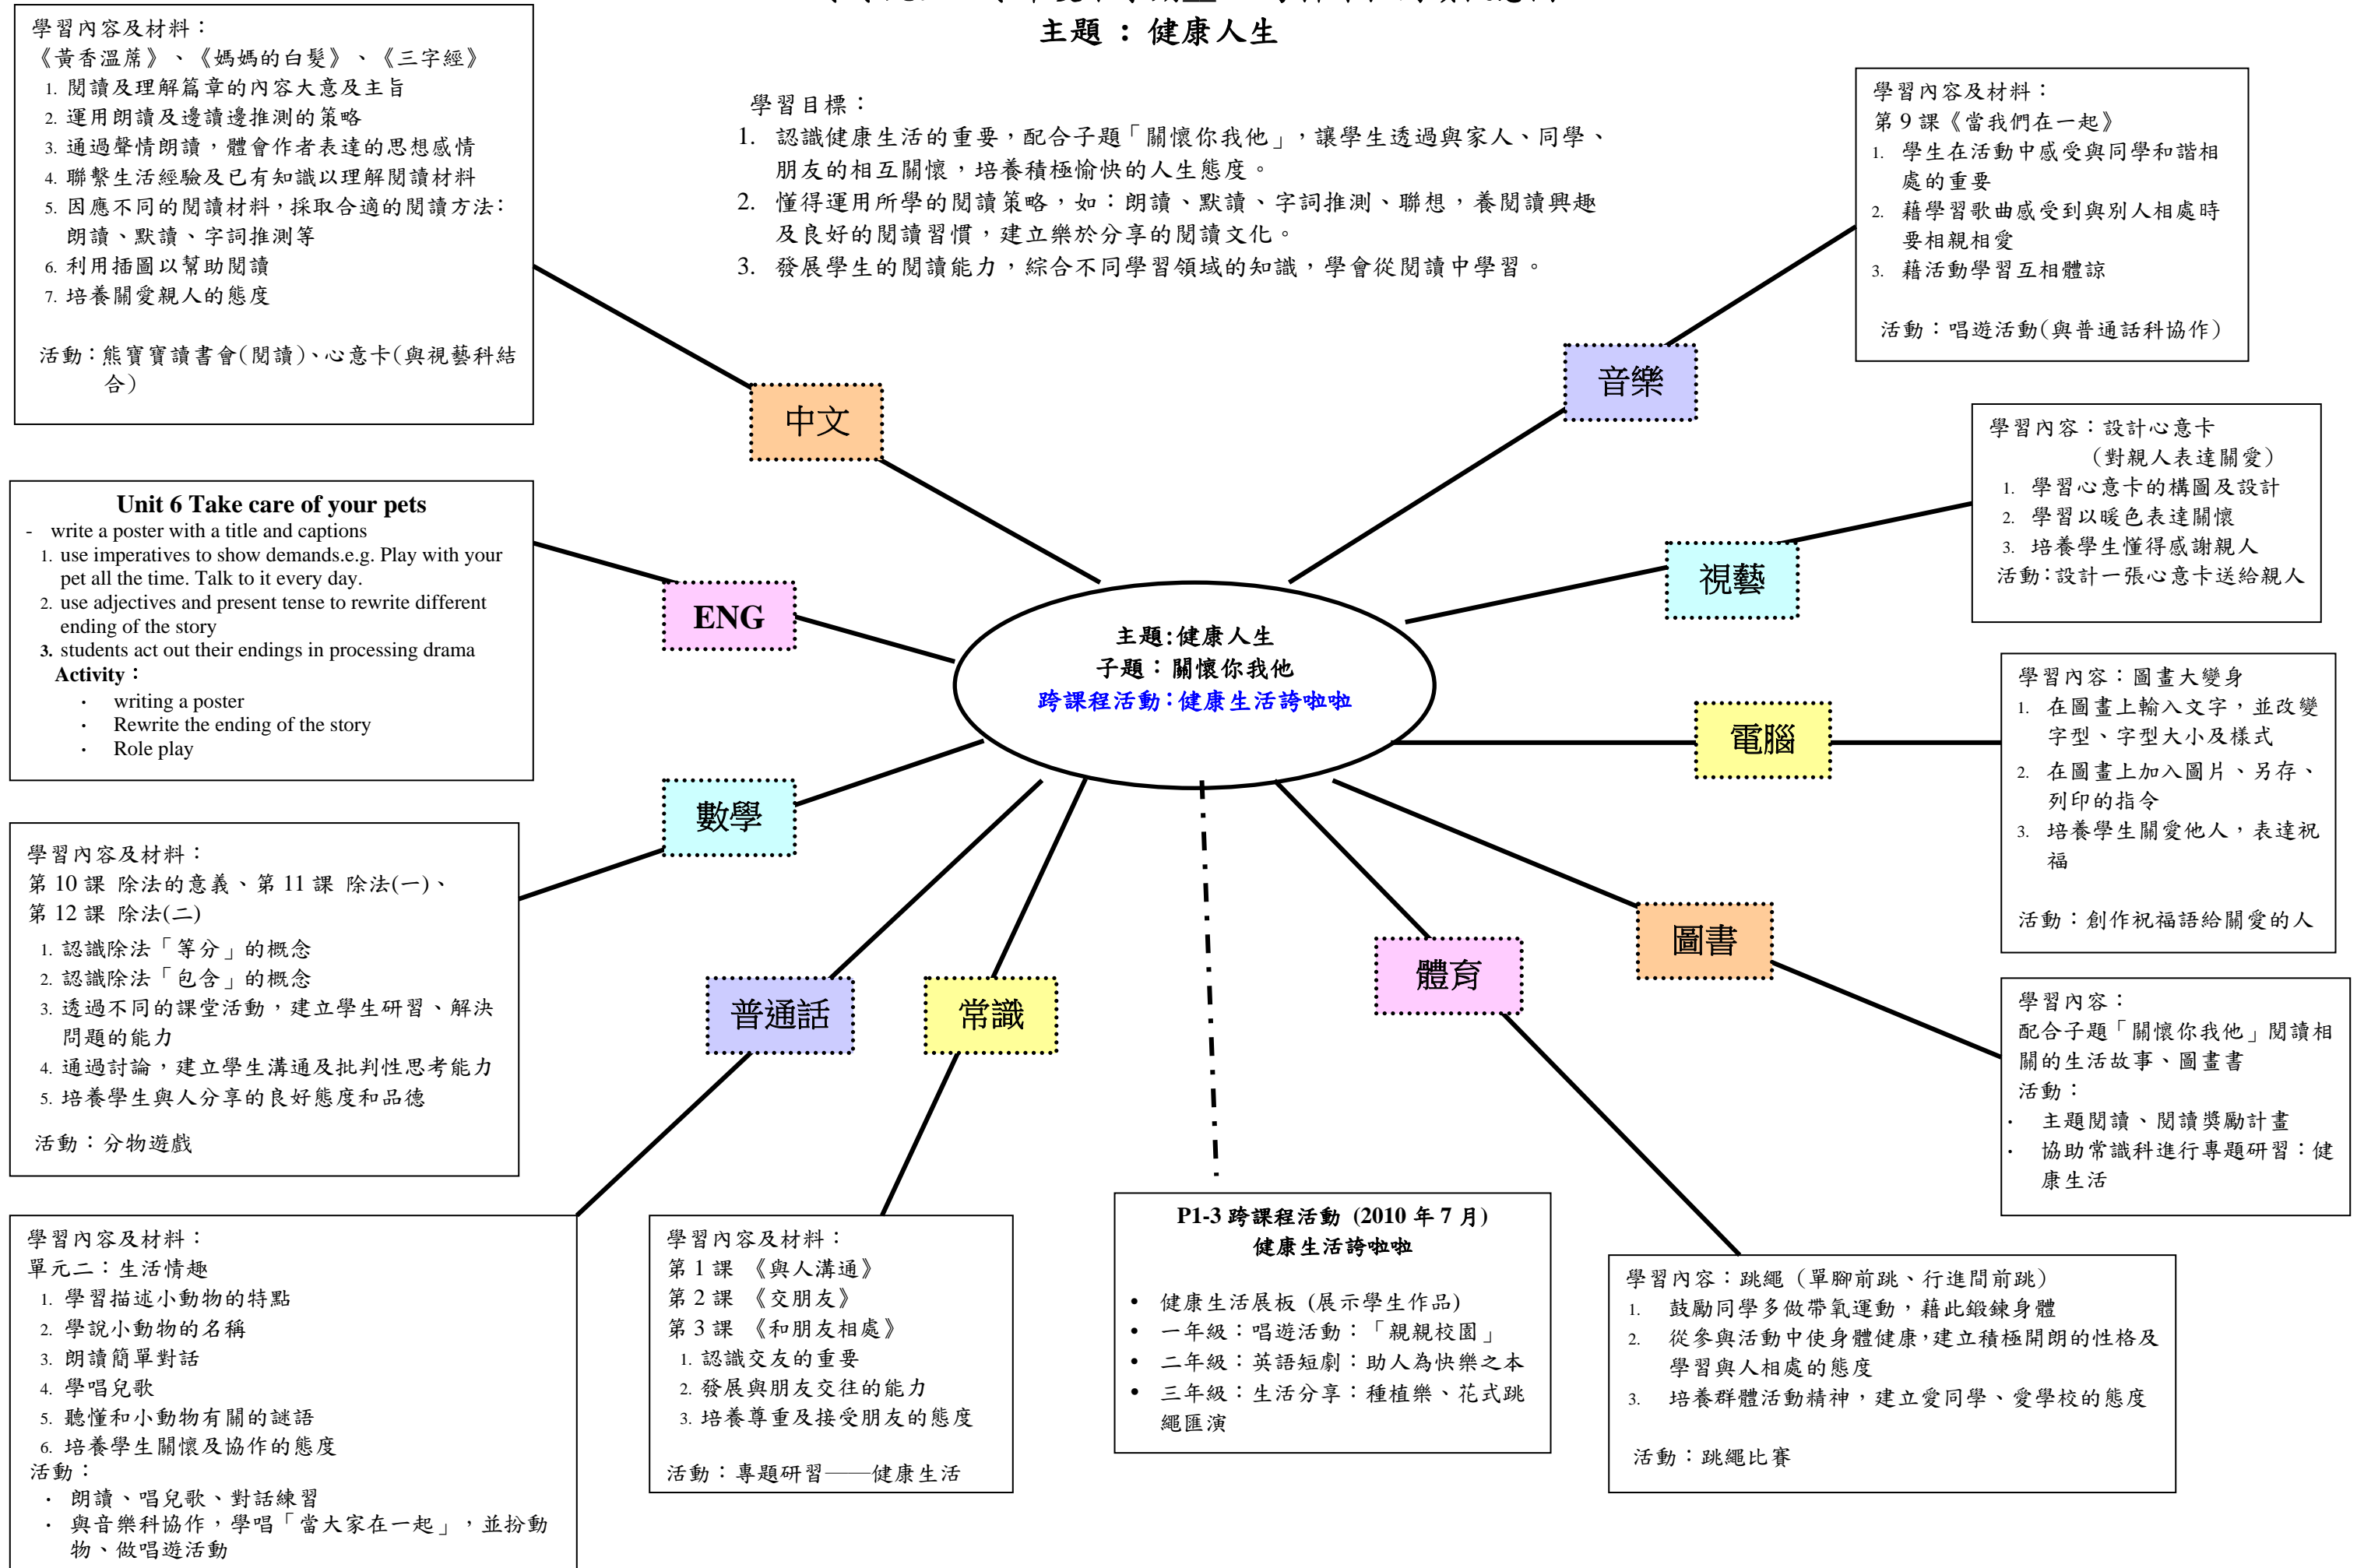 主題：健康人生
學習目標：
1. 認識健康生活的重要，配合子題「關懷你我他」，讓學生透過與家人、同學、
朋友的相互關懷，培養積極愉快的人生態度。
2. 懂得運用所學的閱讀策略，如：朗讀、默讀、字詞推測、聯想，養閱讀興趣
及良好的閱讀習慣，建立樂於分享的閱讀文化。
3. 發展學生的閱讀能力，綜合不同學習領域的知識，學會從閱讀中學習。
學習內容及材料：
《黃香溫蓆》、《媽媽的白髮》、《三字經》
1. 閱讀及理解篇章的內容大意及主旨
2. 運用朗讀及邊讀邊推測的策略
3. 通過聲情朗讀，體會作者表達的思想感情
4. 聯繫生活經驗及已有知識以理解閱讀材料
5. 因應不同的閱讀材料，採取合適的閱讀方法：
朗讀、默讀、字詞推測等
6. 利用插圖以幫助閱讀
7. 培養關愛親人的態度
活動：熊寶寶讀書會(閱讀)、心意卡(與視藝科結
合)
中文
Unit 6 Take care of your pets
- write a poster with a title and captions
1. use imperatives to show demands.e.g. Play with your
pet all the time. Talk to it every day.
2. use adjectives and present tense to rewrite different
ending of the story
3. students act out their endings in processing drama
Activity：
· writing a poster
· Rewrite the ending of the story
· Role play
ENG
學習內容及材料：
第 10 課 除法的意義、第 11 課 除法(一)、
第 12 課 除法(二)
1. 認識除法「等分」的概念
2. 認識除法「包含」的概念
3. 透過不同的課堂活動，建立學生研習、解決
問題的能力
4. 通過討論，建立學生溝通及批判性思考能力
5. 培養學生與人分享的良好態度和品德
活動：分物遊戲
數學
學習內容及材料：
單元二：生活情趣
1. 學習描述小動物的特點
2. 學說小動物的名稱
3. 朗讀簡單對話
4. 學唱兒歌
5. 聽懂和小動物有關的謎語
6. 培養學生關懷及協作的態度
活動：
· 朗讀、唱兒歌、對話練習
· 與音樂科協作，學唱「當大家在一起」，並扮動
物、做唱遊活動
普通話
學習內容及材料：
第 1 課 《與人溝通》
第 2 課 《交朋友》
第 3 課 《和朋友相處》
1. 認識交友的重要
2. 發展與朋友交往的能力
3. 培養尊重及接受朋友的態度
活動：專題研習——健康生活
常識
主題:健康人生
子題：關懷你我他
跨課程活動：健康生活誇啦啦
P1-3 跨課程活動 (2010 年 7 月)
健康生活誇啦啦
• 健康生活展板 (展示學生作品)
• 一年級：唱遊活動：「親親校園」
• 二年級：英語短劇：助人為快樂之本
• 三年級：生活分享：種植樂、花式跳
繩匯演
音樂
學習內容及材料：
第 9 課《當我們在一起》
1. 學生在活動中感受與同學和諧相
處的重要
2. 藉學習歌曲感受到與別人相處時
要相親相愛
3. 藉活動學習互相體諒
活動：唱遊活動(與普通話科協作)
視藝
學習內容：設計心意卡
(對親人表達關愛)
1. 學習心意卡的構圖及設計
2. 學習以暖色表達關懷
3. 培養學生懂得感謝親人
活動：設計一張心意卡送給親人
電腦
學習內容：圖畫大變身
1. 在圖畫上輸入文字，並改變
字型、字型大小及樣式
2. 在圖畫上加入圖片、另存、
列印的指令
3. 培養學生關愛他人，表達祝
福
活動：創作祝福語給關愛的人
圖書
學習內容：
配合子題「關懷你我他」閱讀相
關的生活故事、圖畫書
活動：
· 主題閱讀、閱讀獎勵計畫
· 協助常識科進行專題研習：健
康生活
體育
學習內容：跳繩（單腳前跳、行進間前跳）
1. 鼓勵同學多做帶氧運動，藉此鍛鍊身體
2. 從參與活動中使身體健康，建立積極開朗的性格及
學習與人相處的態度
3. 培養群體活動精神，建立愛同學、愛學校的態度
活動：跳繩比賽